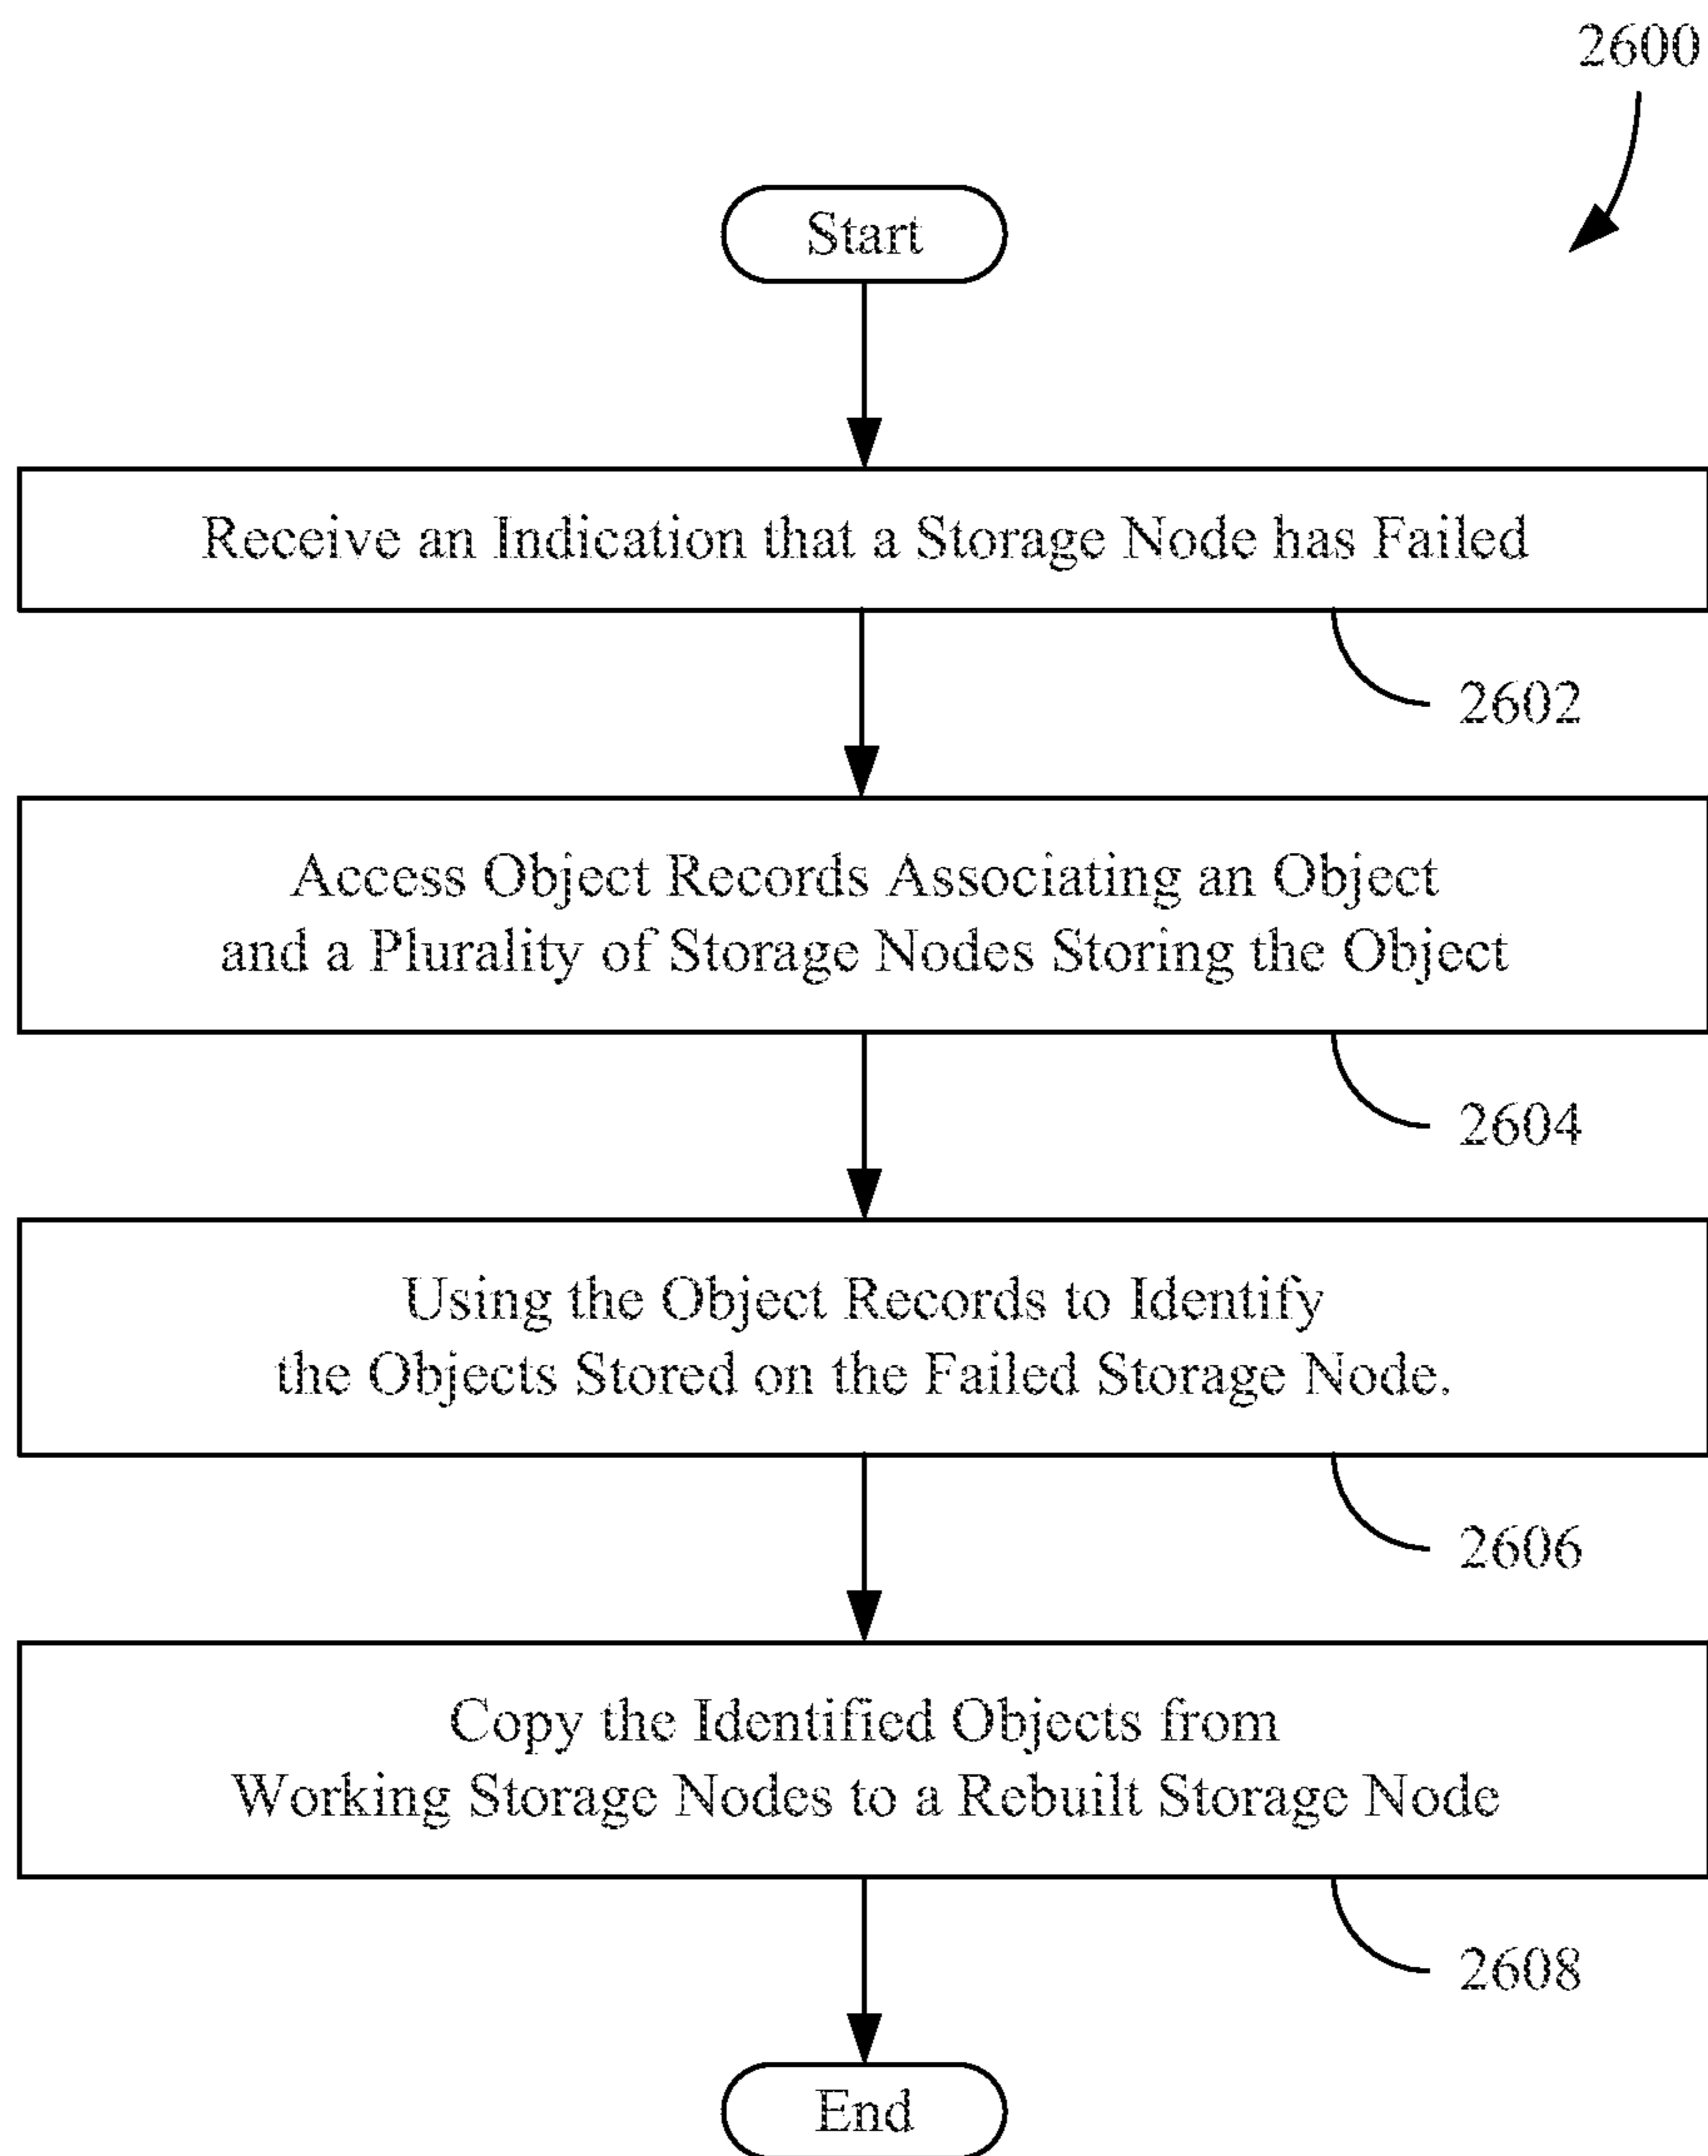 2600
Start
Receive an Indication that a Storage Node has Failed
2602
Access Object Records Associating an Object
and a Plurality of Storage Nodes Storing the Object
2604
Using the Object Records to Identify
the Objects Stored on the Failed Storage Node.
2606
Copy the Identified Objects from
Working Storage Nodes to a Rebuilt Storage Node
2608
End